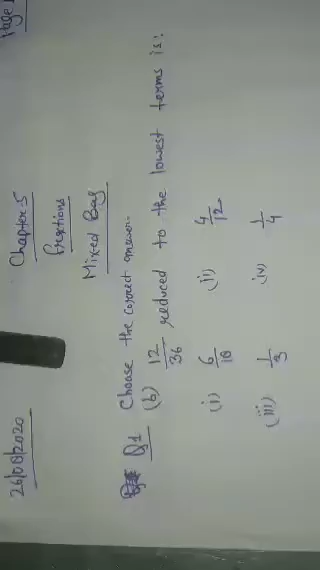 Page
26/08/2020
Chapter-5
fractions
Mixed Bag
Q1 Choose the correct answer.
(b) 12/36, reduced to the lowest terms is:
(i) 6/18 (ii) 4/12
(iii) 1/3 (iv) 1/4